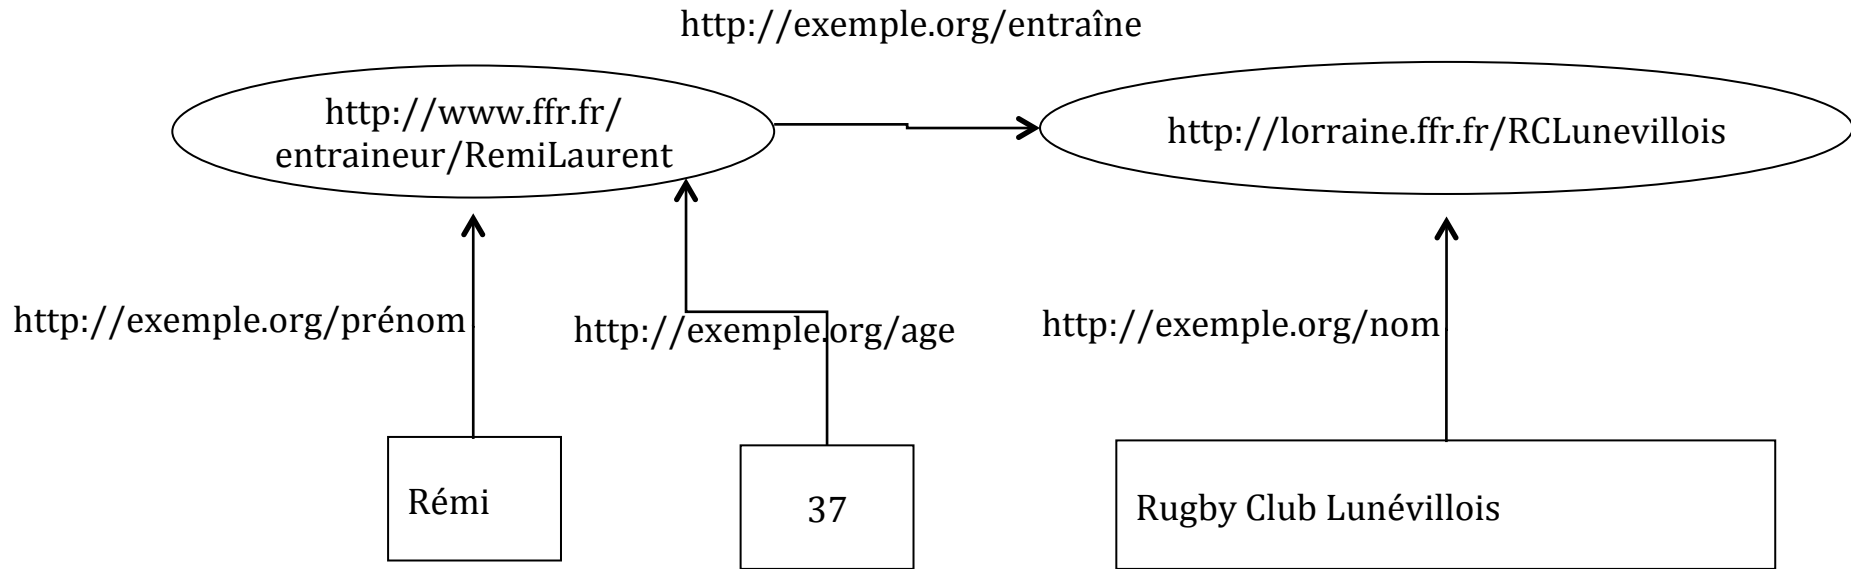 http://exemple.org/entraîne
http://www.ffr.fr/
entraineur/RemiLaurent
http://lorraine.ffr.fr/RCLunevillois
http://exemple.org/prénom
http://exemple.org/age
http://exemple.org/nom
Rémi
37
Rugby Club Lunévillois